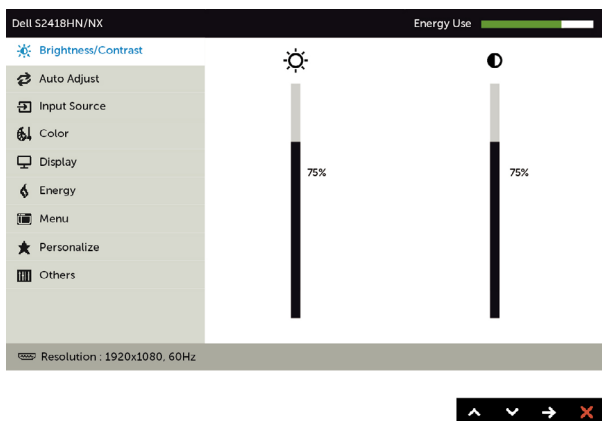 Dell S2418HN/NX
Energy Use
Brightness/Contrast
Auto Adjust
Input Source
Color
Display
Energy
Menu
Personalize
Others
75%
75%
Resolution : 1920x1080, 60Hz